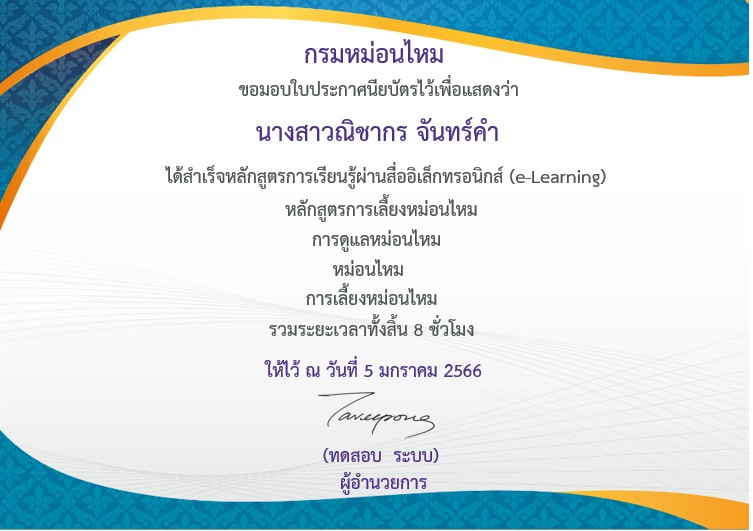 กรมหม่อนไหม
ขอมอบใบประกาศนียบัตรไว้เพื่อแสดงว่า
นางสาวณิชากร จันทร์คำ
ได้สำเร็จหลักสูตรการเรียนรู้ผ่านสื่ออิเล็กทรอนิกส์ (e-Learning)
หลักสูตรการเลี้ยงหม่อนไหม
การดูแลหม่อนไหม
หม่อนไหม
การเลี้ยงหม่อนไหม
รวมระยะเวลาทั้งสิ้น 8 ชั่วโมง
ให้ไว้ ณ วันที่ 5 มกราคม 2566
(ทดสอบ ระบบ)
ผู้อำนวยการ